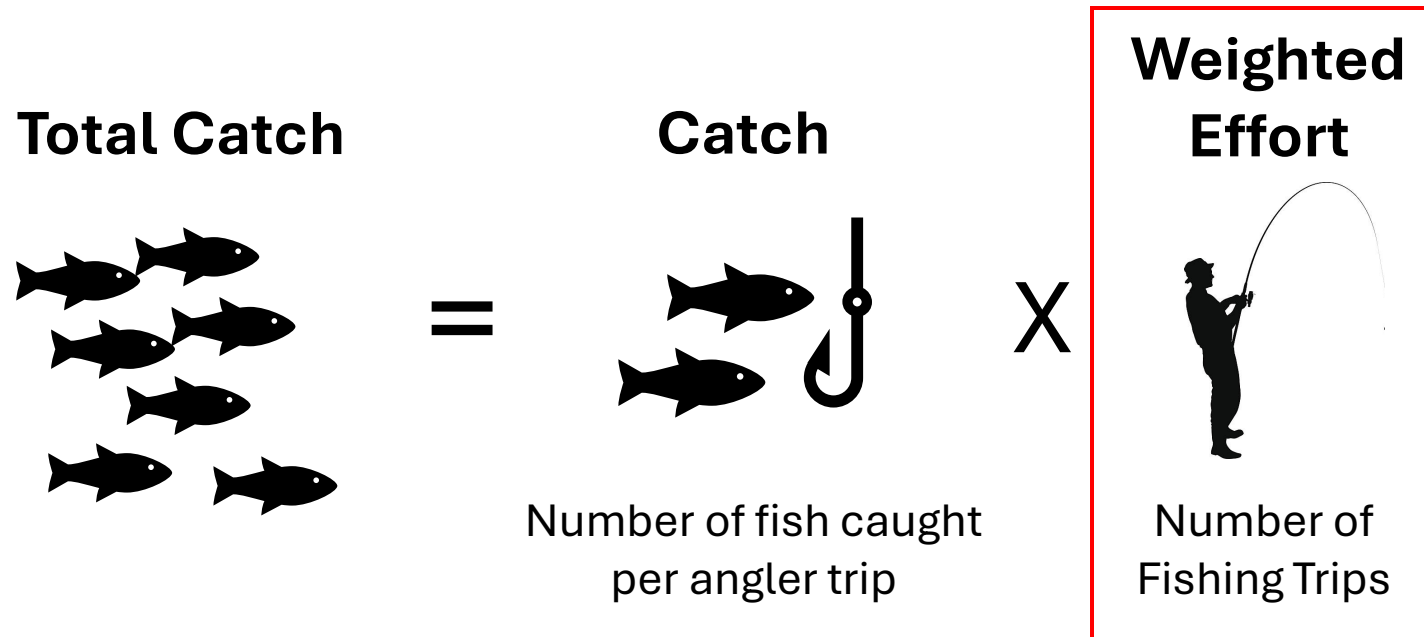 Total Catch
=
Catch
Number of fish caught
per angler trip
X
Weighted
Effort
Number of
Fishing Trips